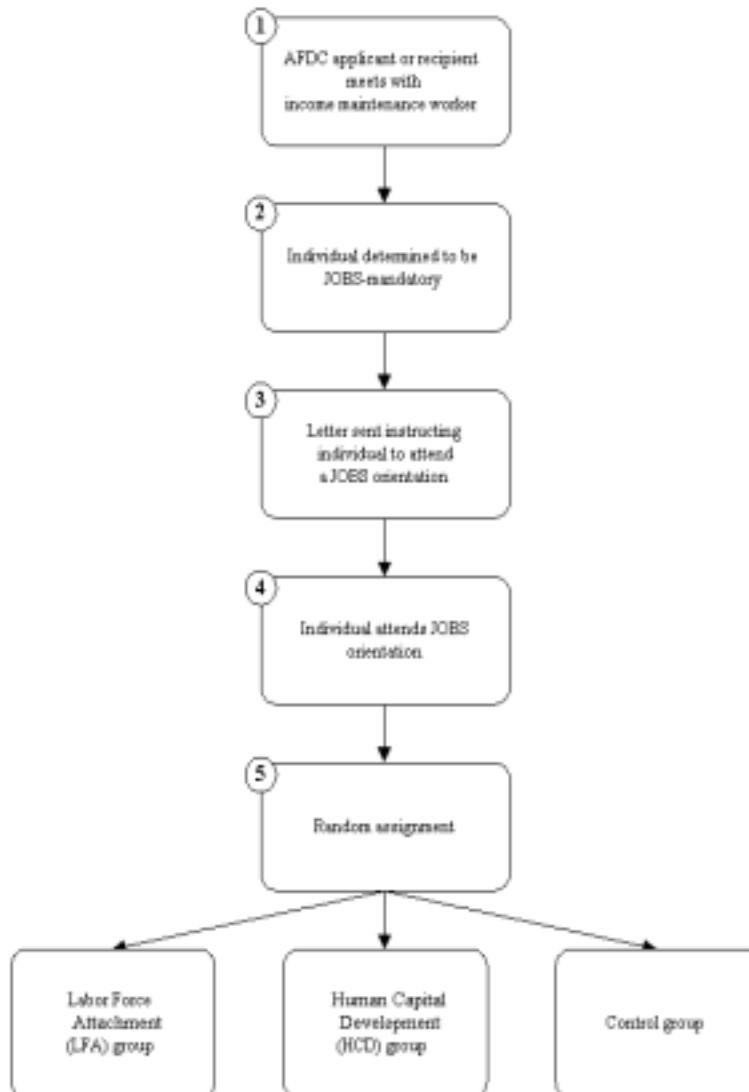 1
AFDC applicant or recipient
meets with
income maintenance worker
2
Individual determined to be
JOBS-mandatory
3
Letter sent instructing
individual to attend
a JOBS orientation
4
Individual attends JOBS
orientation
5
Random assignment
Labor Force
Attachment
(LFA) group
Human Capital
Development
(HCD) group
Control group